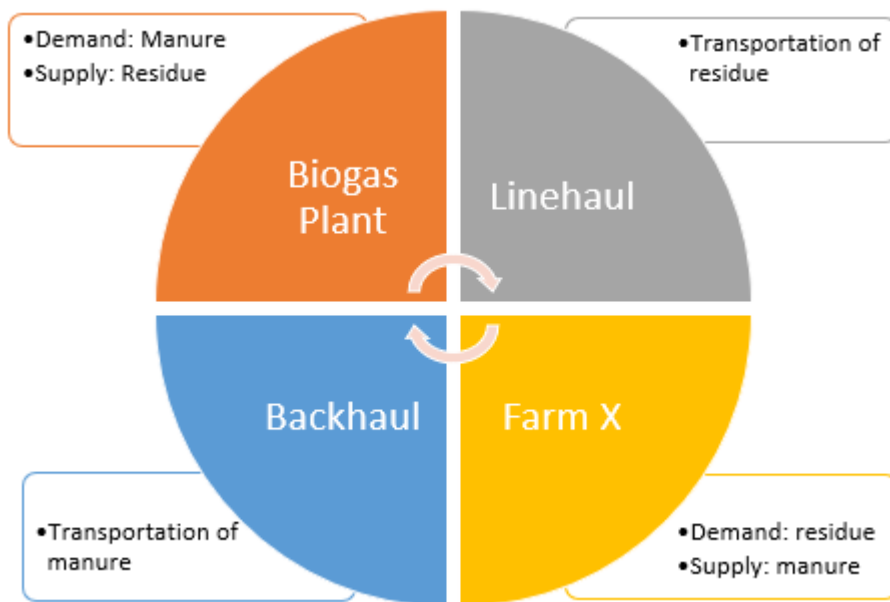 •Demand: Manure
•Supply: Residue
•Transportation of
residue
Biogas
Plant
Linehaul
Backhaul
Farm X
•Transportation of
manure
•Demand: residue
•Supply: manure